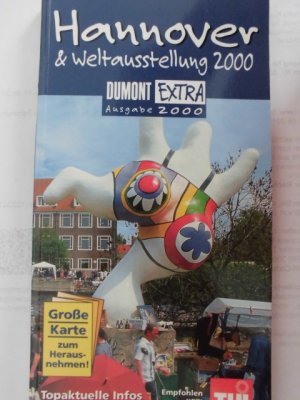 Hannover
& Weltausstellung 2000
DUMONT EXTRA
Ausgabe 2000
Große
Karte
zum
Heraus-
nehmen!
Topaktuelle Infos
Empfohlen
TUI